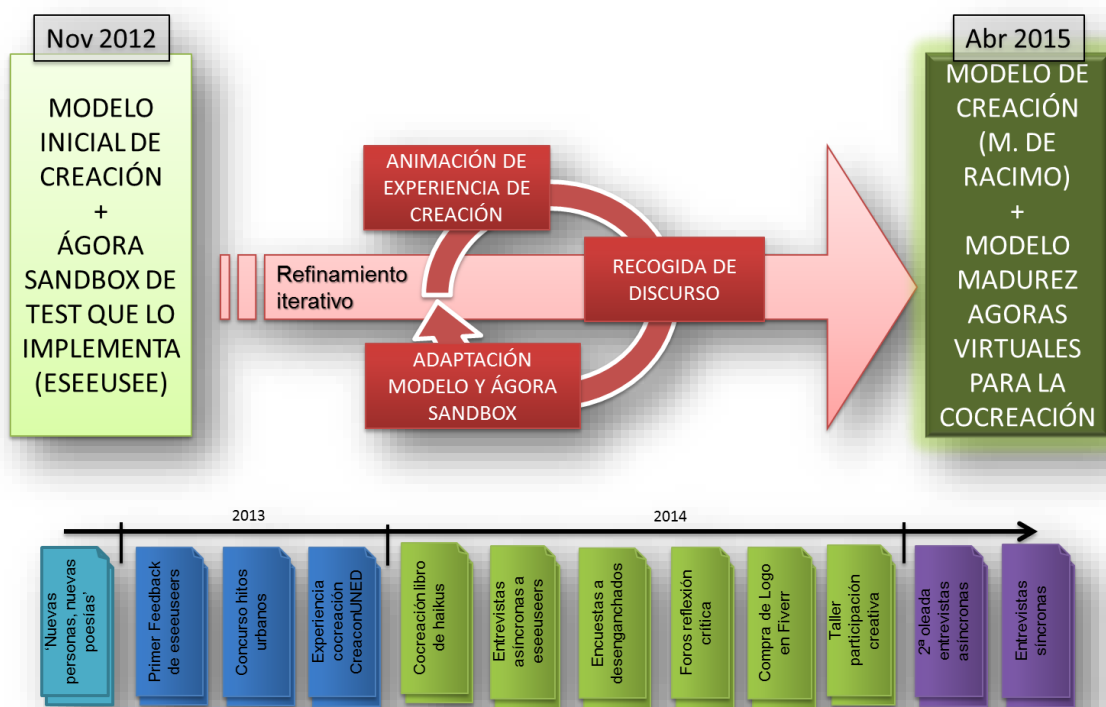 Nov 2012
MODELO
INICIAL DE
CREACIÓN
+
ÁGORA
SANDBOX DE
TEST QUE LO
IMPLEMENTA
(ESEEUSEE)
Refinamiento
iterativo
ANIMACIÓN DE
EXPERIENCIA DE
CREACIÓN
RECOGIDA DE
DISCURSO
ADAPTACIÓN
MODELO Y ÁGORA
SANDBOX
Abr 2015
MODELO DE
CREACIÓN
(M. DE
RACIMO)
+
MODELO
MADUREZ
AGORAS
VIRTUALES
PARA LA
COCREACIÓN
2013
2014
'Nuevas
personas, nuevas
poesías'
Primer Feedback
de eseeuseers
Concurso hitos
urbanos
Experiencia
cocreación
CreaconUNED
Cocreación libro
de haikus
Entrevistas
asíncronas a
eseeuseers
Encuestas a
desenganchados
Foros reflexión
crítica
Compra de Logo
en Fiverr
Taller
participación
creativa
2ª oleada
entrevistas
asíncronas
Entrevistas
síncronas